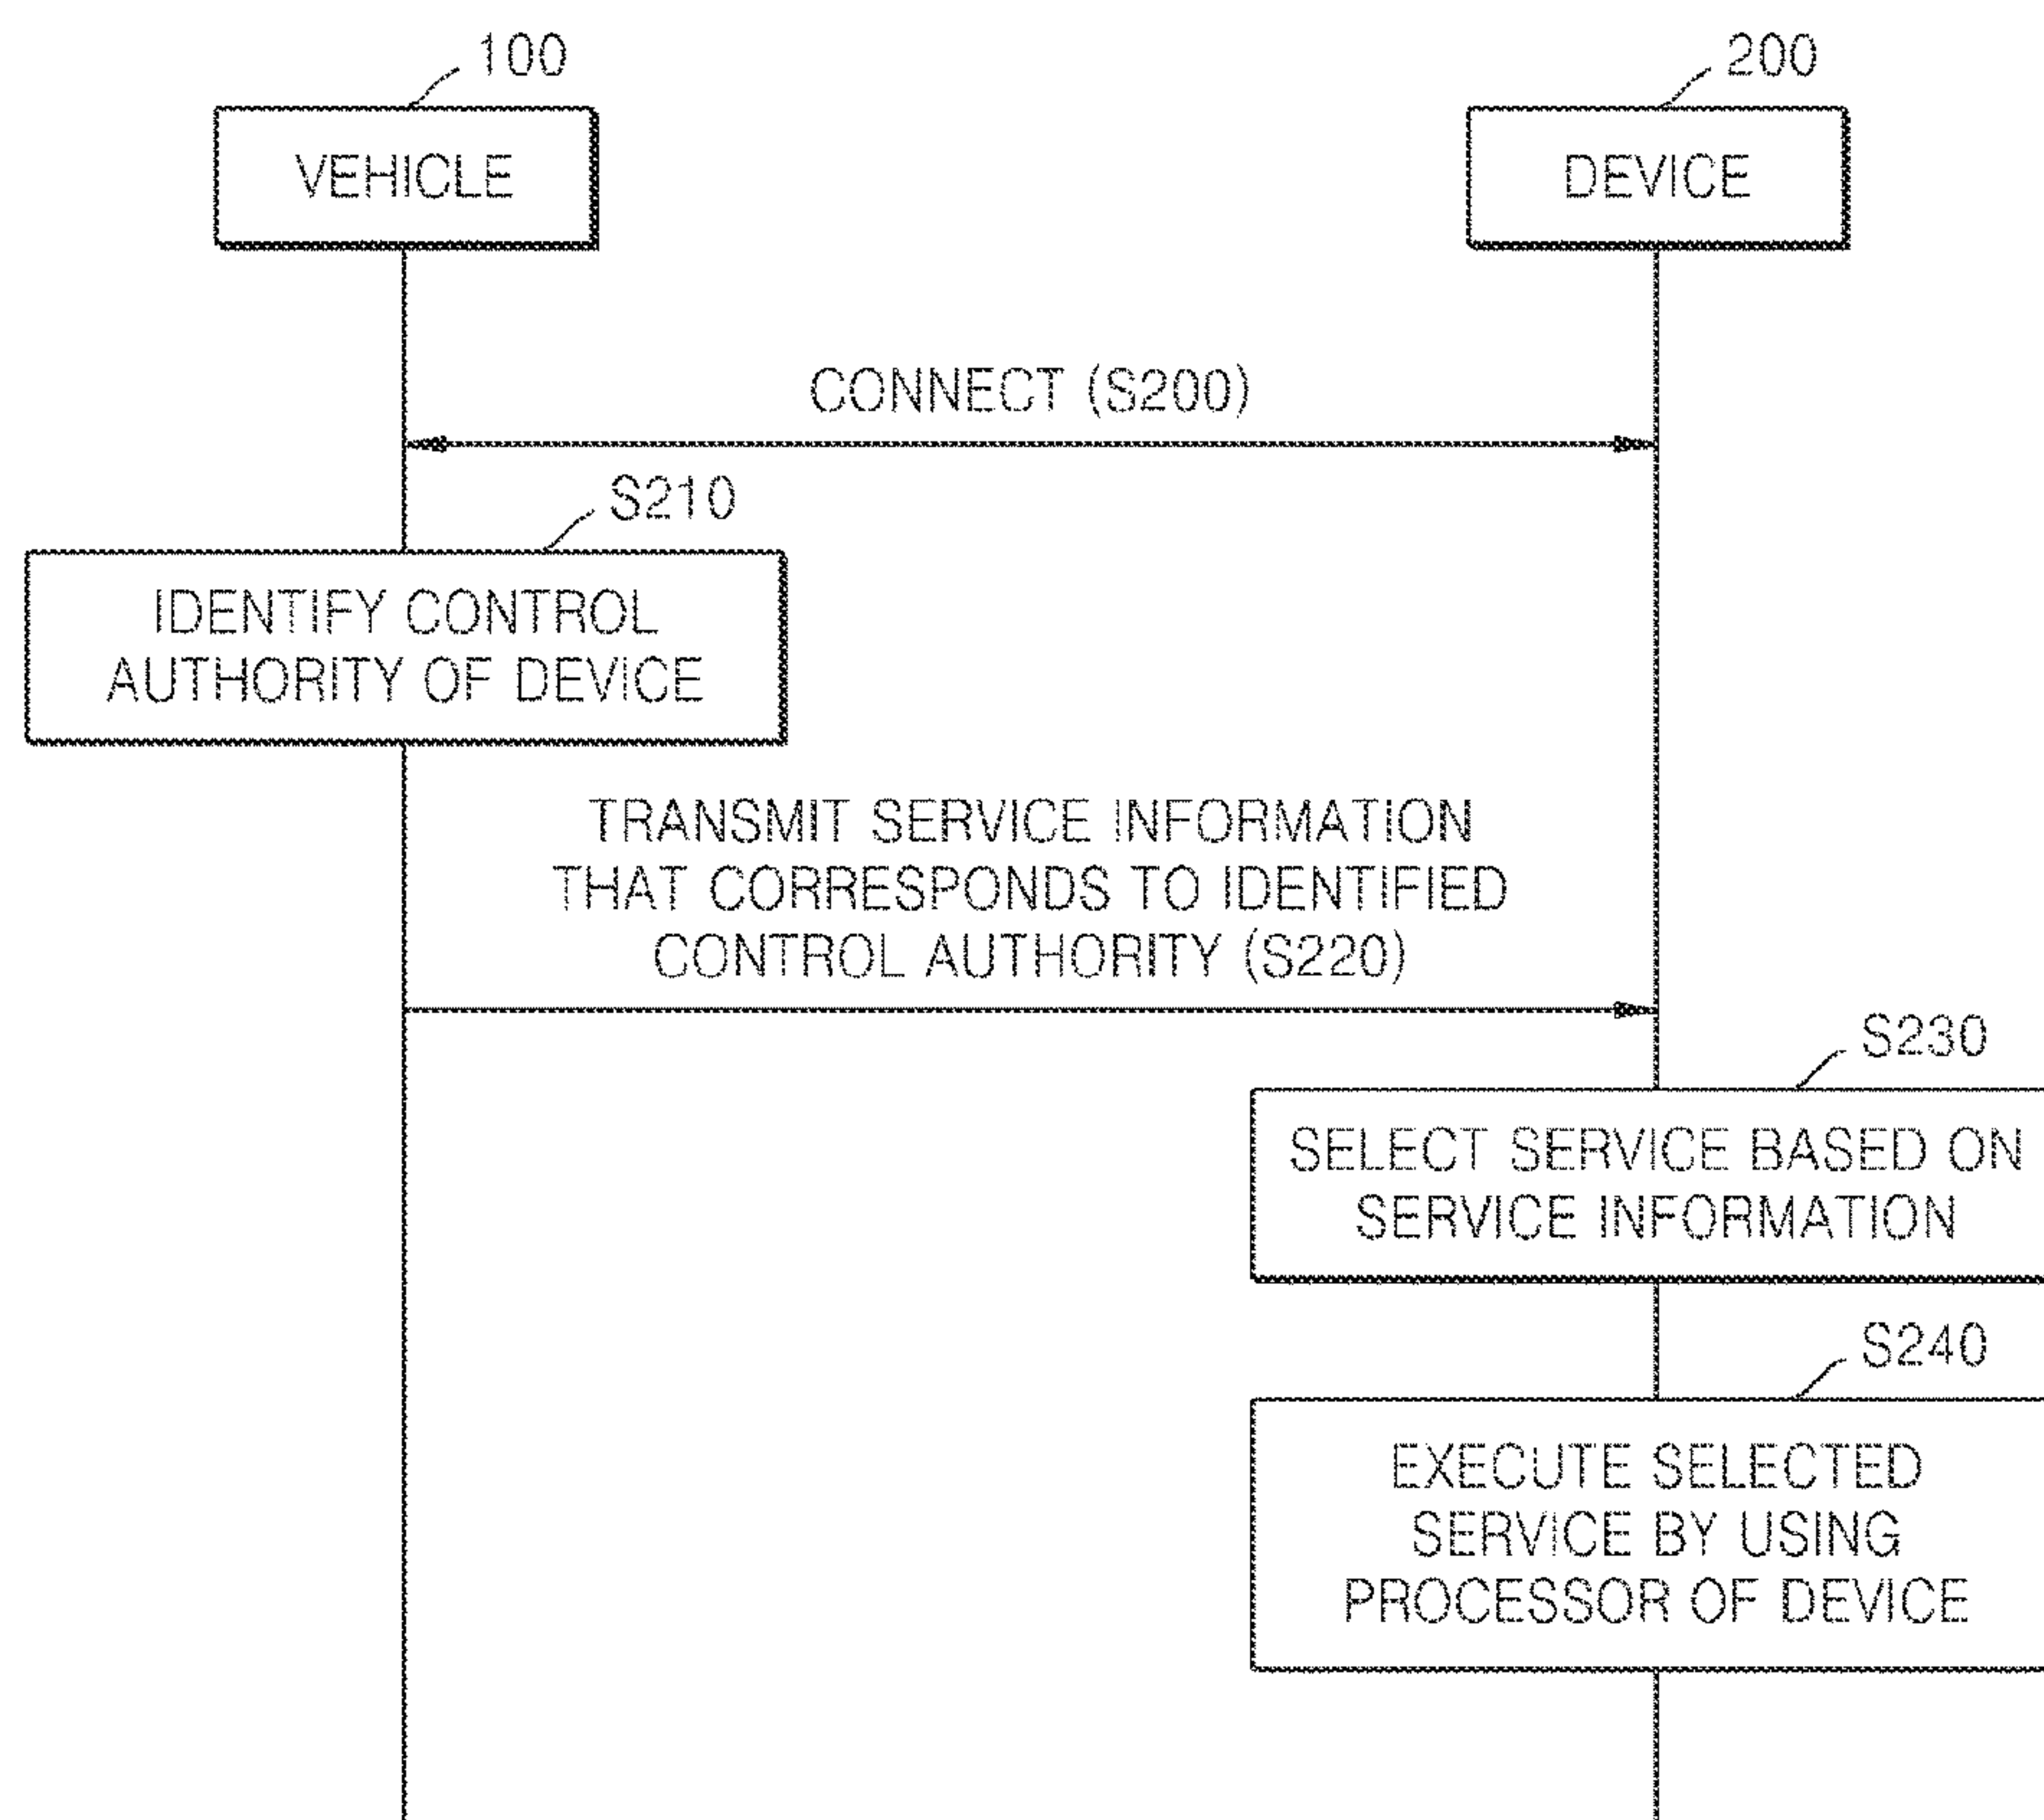 100
200
VEHICLE
DEVICE
CONNECT (S200)
S210
IDENTIFY CONTROL
AUTHORITY OF DEVICE
TRANSMIT SERVICE INFORMATION
THAT CORRESPONDS TO IDENTIFIED
CONTROL AUTHORITY (S220)
S230
SELECT SERVICE BASED ON
SERVICE INFORMATION
S240
EXECUTE SELECTED
SERVICE BY USING
PROCESSOR OF DEVICE